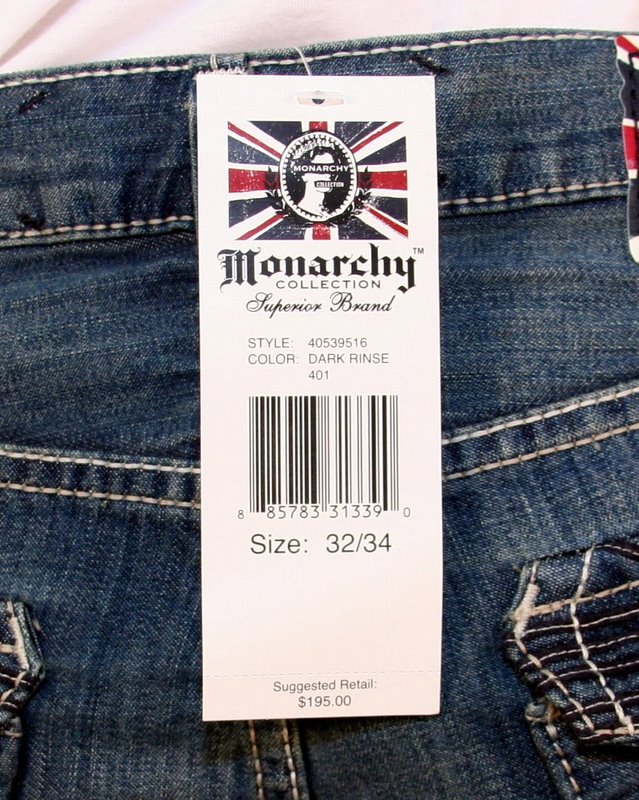 MONARCHY
COLLECTION
Monarchy™
COLLECTION
Superior Brand
STYLE: 40539516
COLOR: DARK RINSE
401
8 85783 31339 0
Size: 32/34
Suggested Retail:
$195.00